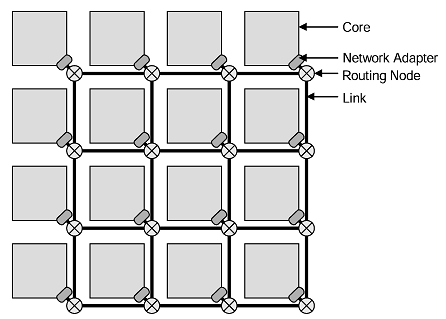 Core
Network Adapter
Routing Node
Link